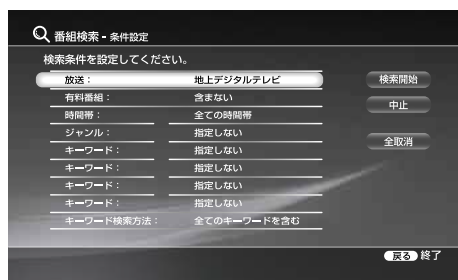 番組検索 - 条件設定
検索条件を設定してください。
放送： 地上デジタルテレビ
有料番組： 含まない
時間帯： 全ての時間帯
ジャンル： 指定しない
キーワード： 指定しない
キーワード： 指定しない
キーワード： 指定しない
キーワード： 指定しない
キーワード検索方法： 全てのキーワードを含む
検索開始
中止
全取消
戻る 終了